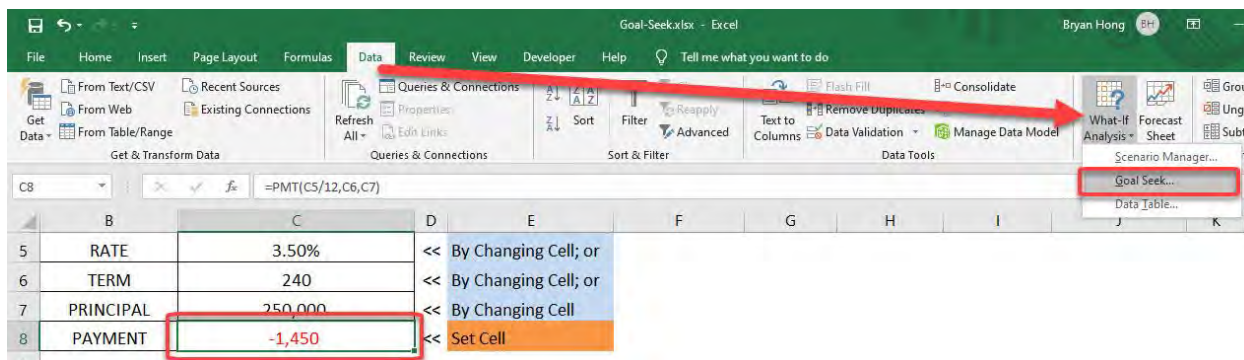 Goal-Seek.xlsx - Excel
Bryan Hong BH
File Home Insert Page Layout Formulas Data Review View Developer Help Tell me what you want to do
Get Data
From Text/CSV
From Web
From Table/Range
Recent Sources
Existing Connections
Get & Transform Data
Refresh All
Queries & Connections
Properties
Edit Links
Queries & Connections
Sort
Filter
Reapply
Advanced
Sort & Filter
Text to Columns
Flash Fill
Remove Duplicates
Data Validation
Consolidate
Manage Data Model
Data Tools
What-If Analysis
Forecast Sheet
Scenario Manager...
Goal Seek...
Data Table...
C8 fx =PMT(C5/12,C6,C7)
B C D E F G H I J K
5 RATE 3.50% << By Changing Cell; or
6 TERM 240 << By Changing Cell; or
7 PRINCIPAL 250,000 << By Changing Cell
8 PAYMENT -1,450 << Set Cell